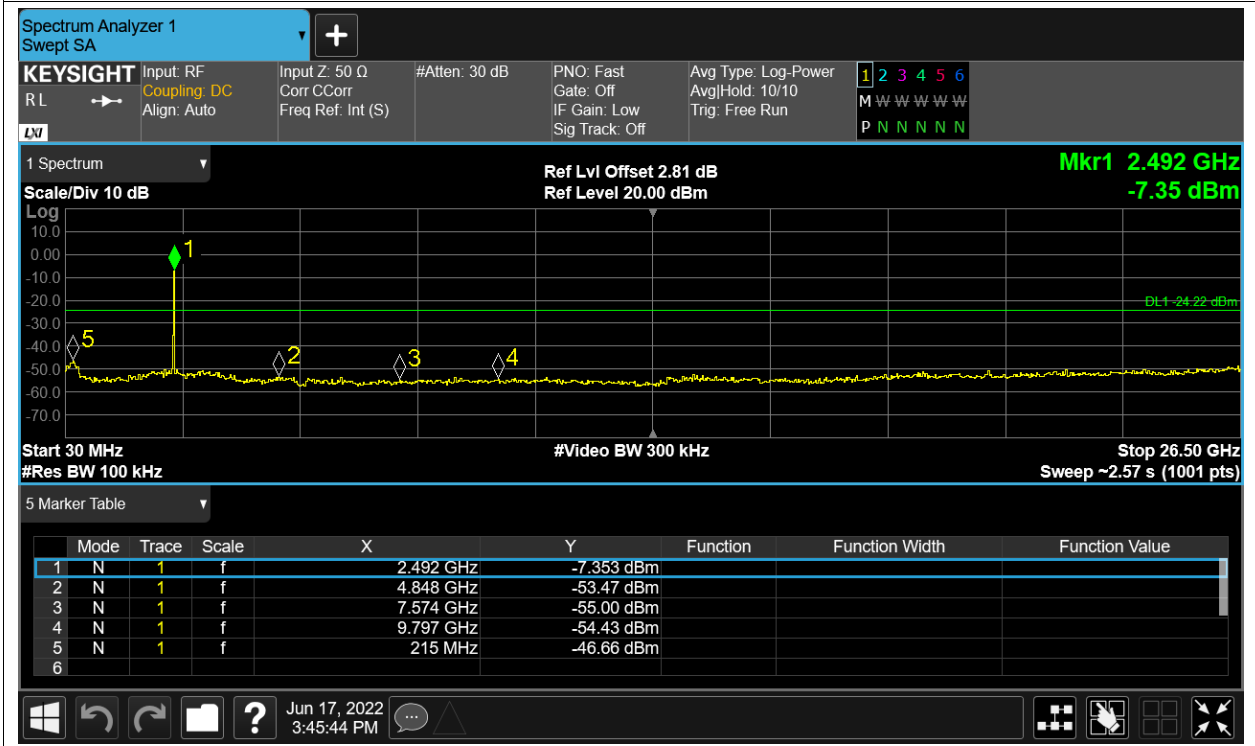 Spectrum Analyzer 1
Swept SA
+
KEYSIGHT
R L
LXI
Input: RF
Coupling: DC
Align: Auto
Input Z: 50 Ω
Corr CCorr
Freq Ref: Int (S)
#Atten: 30 dB
PNO: Fast
Gate: Off
IF Gain: Low
Sig Track: Off
Avg Type: Log-Power
Avg|Hold: 10/10
Trig: Free Run
1 2 3 4 5 6
M W W W W W
P N N N N N
1 Spectrum
Scale/Div 10 dB
Ref Lvl Offset 2.81 dB
Ref Level 20.00 dBm
Mkr1 2.492 GHz
-7.35 dBm
Log
10.0
0.00
-10.0
-20.0
-30.0
-40.0
-50.0
-60.0
-70.0
1
DL1 -24.22 dBm
5
2
3
4
Start 30 MHz
#Res BW 100 kHz
#Video BW 300 kHz
Stop 26.50 GHz
Sweep ~2.57 s (1001 pts)
5 Marker Table
Mode Trace Scale X Y Function Function Width Function Value
1 N 1 f 2.492 GHz -7.353 dBm
2 N 1 f 4.848 GHz -53.47 dBm
3 N 1 f 7.574 GHz -55.00 dBm
4 N 1 f 9.797 GHz -54.43 dBm
5 N 1 f 215 MHz -46.66 dBm
6
?
Jun 17, 2022
3:45:44 PM